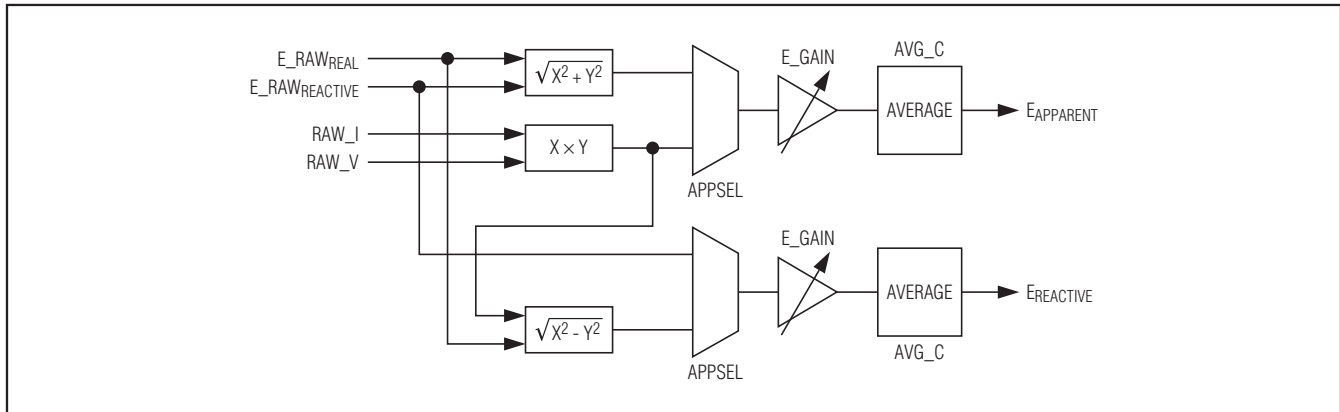 E_RAWREAL
E_RAWREACTIVE
RAW_I
RAW_V
√X² + Y²
X × Y
APPSEL
E_GAIN
AVG_C
AVERAGE
EAPPARENT
√X² - Y²
APPSEL
E_GAIN
AVERAGE
AVG_C
EREACTIVE